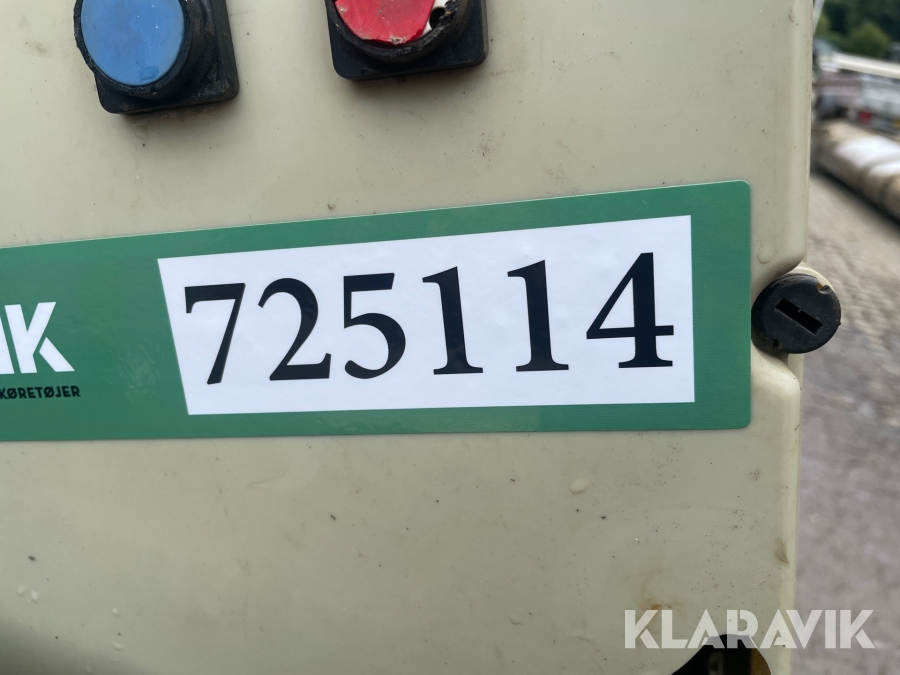 725114
IK
KØRETØJER
KLARAVIK